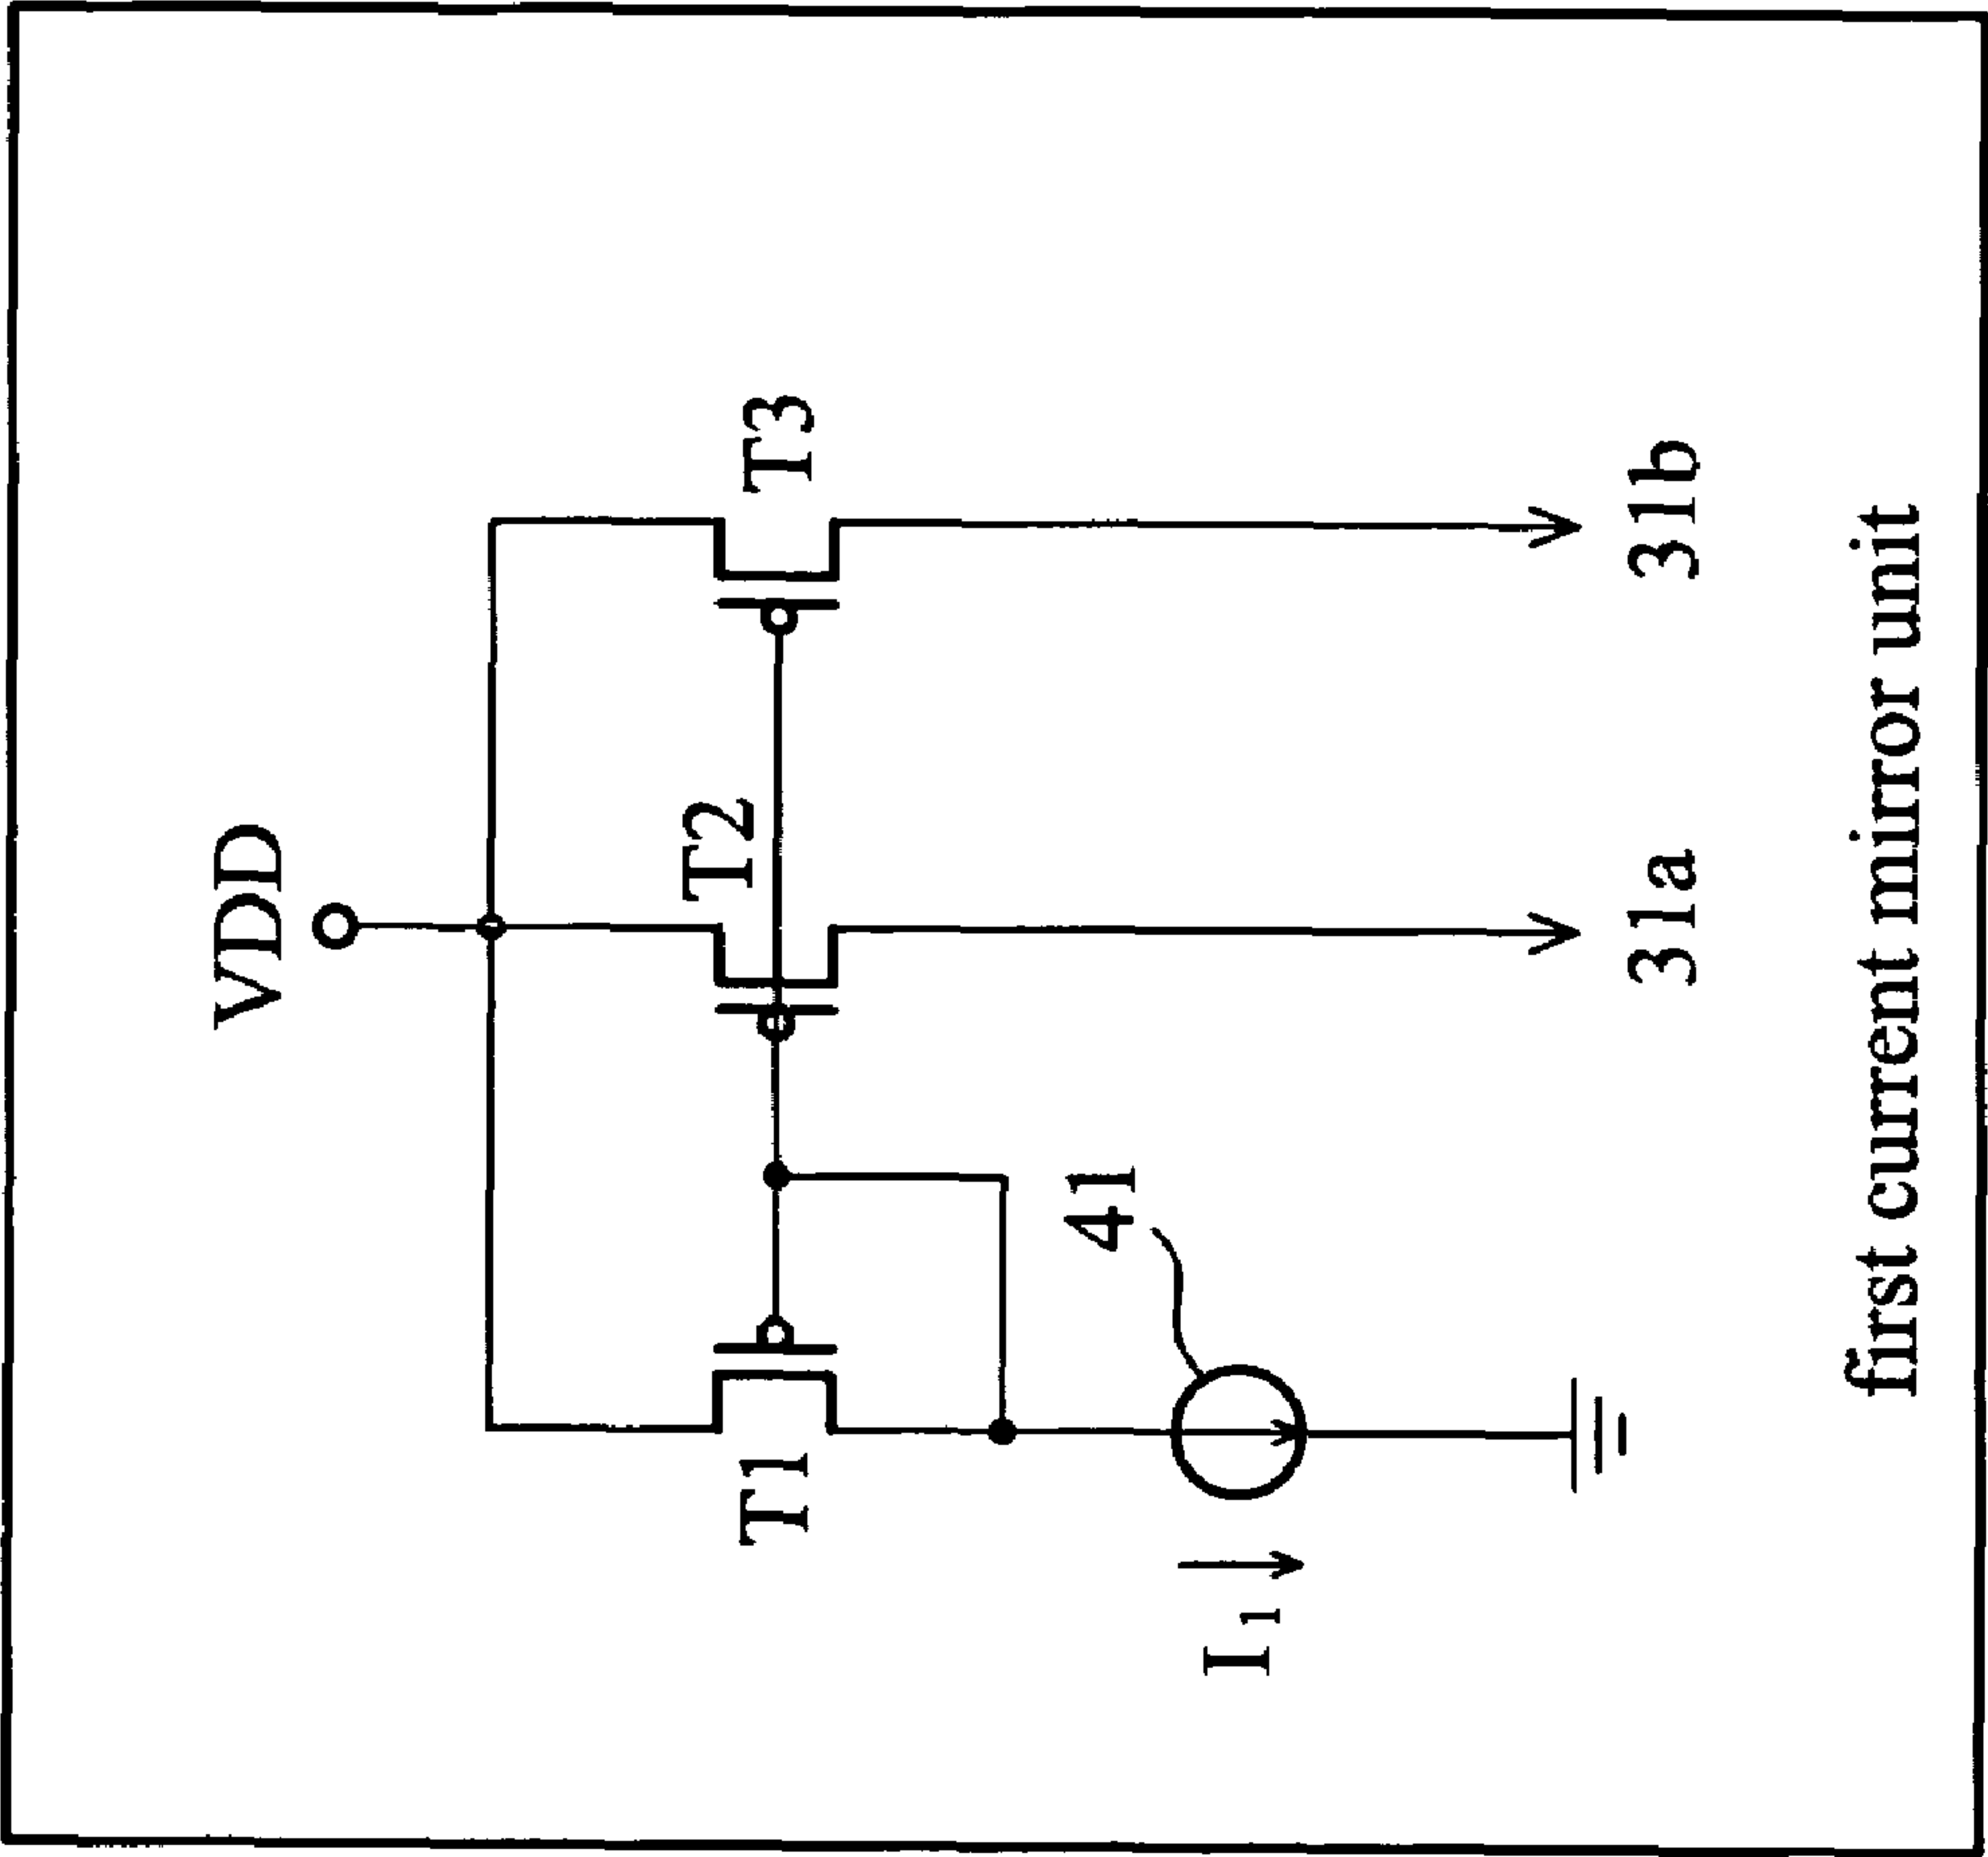 VDD
T1
T2
T3
41
I1
31a
31b
first current mirror unit